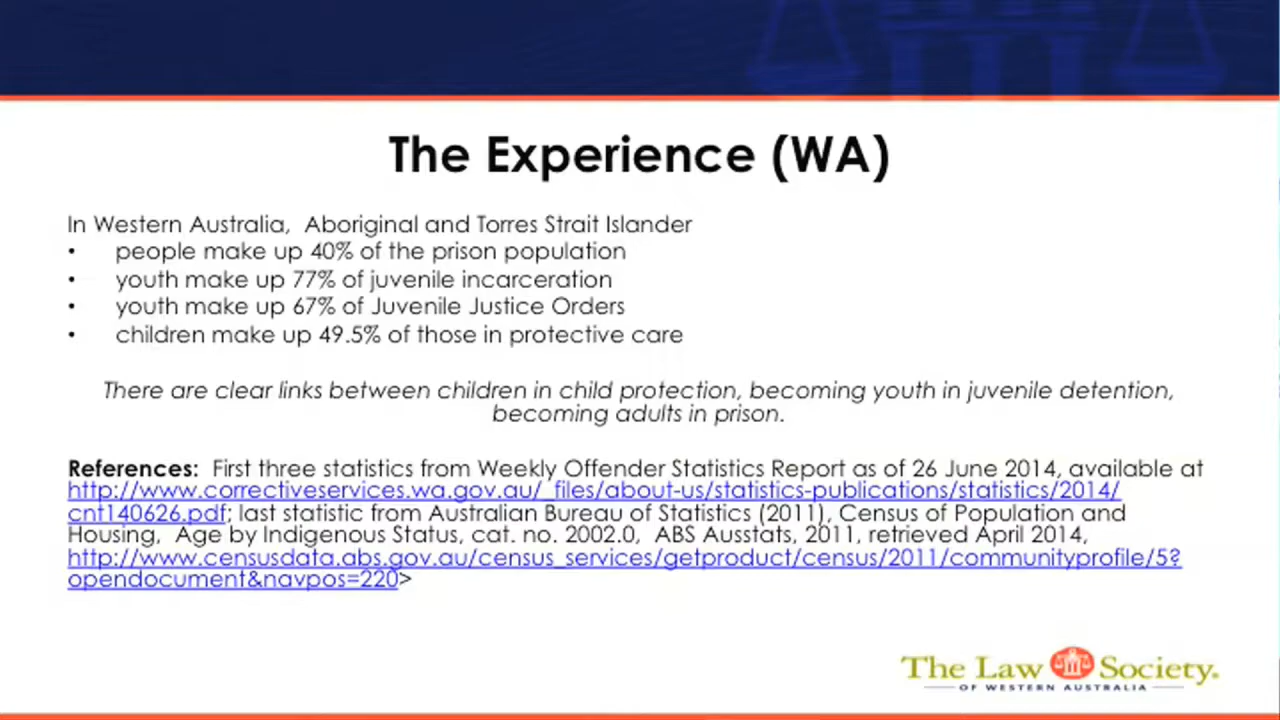 The Experience (WA)
In Western Australia,  Aboriginal and Torres Strait Islander
• people make up 40% of the prison population
• youth make up 77% of juvenile incarceration
• youth make up 67% of Juvenile Justice Orders
• children make up 49.5% of those in protective care
There are clear links between children in child protection, becoming youth in juvenile detention,
becoming adults in prison.
References:  First three statistics from Weekly Offender Statistics Report as of 26 June 2014, available at
http://www.correctiveservices.wa.gov.au/_files/about-us/statistics-publications/statistics/2014/
cnt140626.pdf; last statistic from Australian Bureau of Statistics (2011), Census of Population and
Housing,  Age by Indigenous Status, cat. no. 2002.0,  ABS Ausstats, 2011, retrieved April 2014,
http://www.censusdata.abs.gov.au/census_services/getproduct/census/2011/communityprofile/5?
opendocument&navpos=220>
The Law Society
OF WESTERN AUSTRALIA